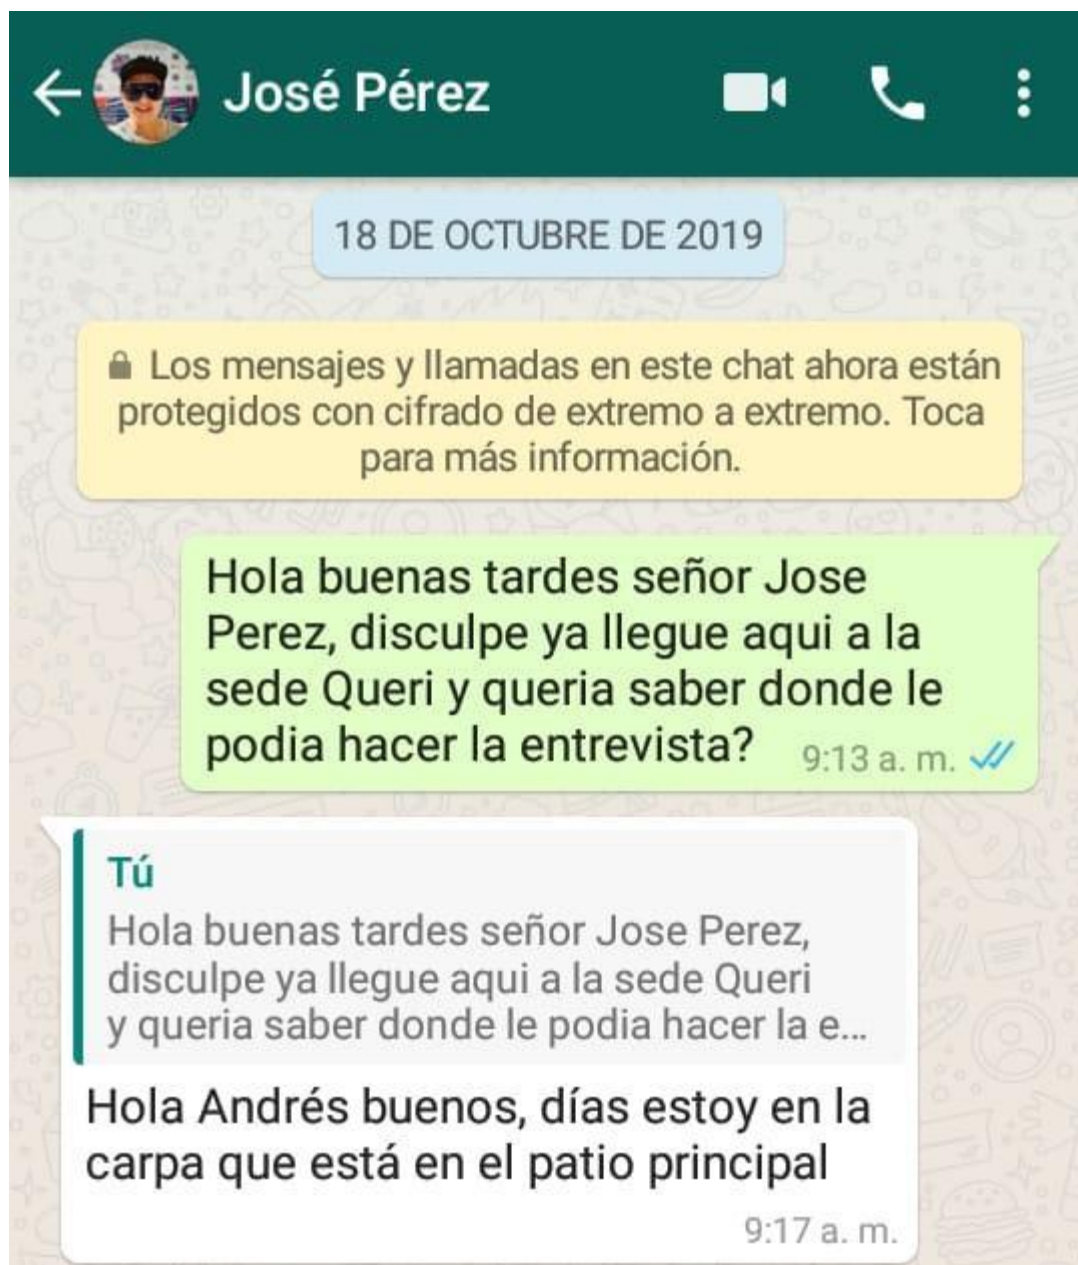 José Pérez
18 DE OCTUBRE DE 2019
Los mensajes y llamadas en este chat ahora están
protegidos con cifrado de extremo a extremo. Toca
para más información.
Hola buenas tardes señor Jose
Perez, disculpe ya llegue aqui a la
sede Queri y queria saber donde le
podia hacer la entrevista?
9:13 a. m.
Tú
Hola buenas tardes señor Jose Perez,
disculpe ya llegue aqui a la sede Queri
y queria saber donde le podia hacer la e...
Hola Andrés buenos, días estoy en la
carpa que está en el patio principal
9:17 a. m.